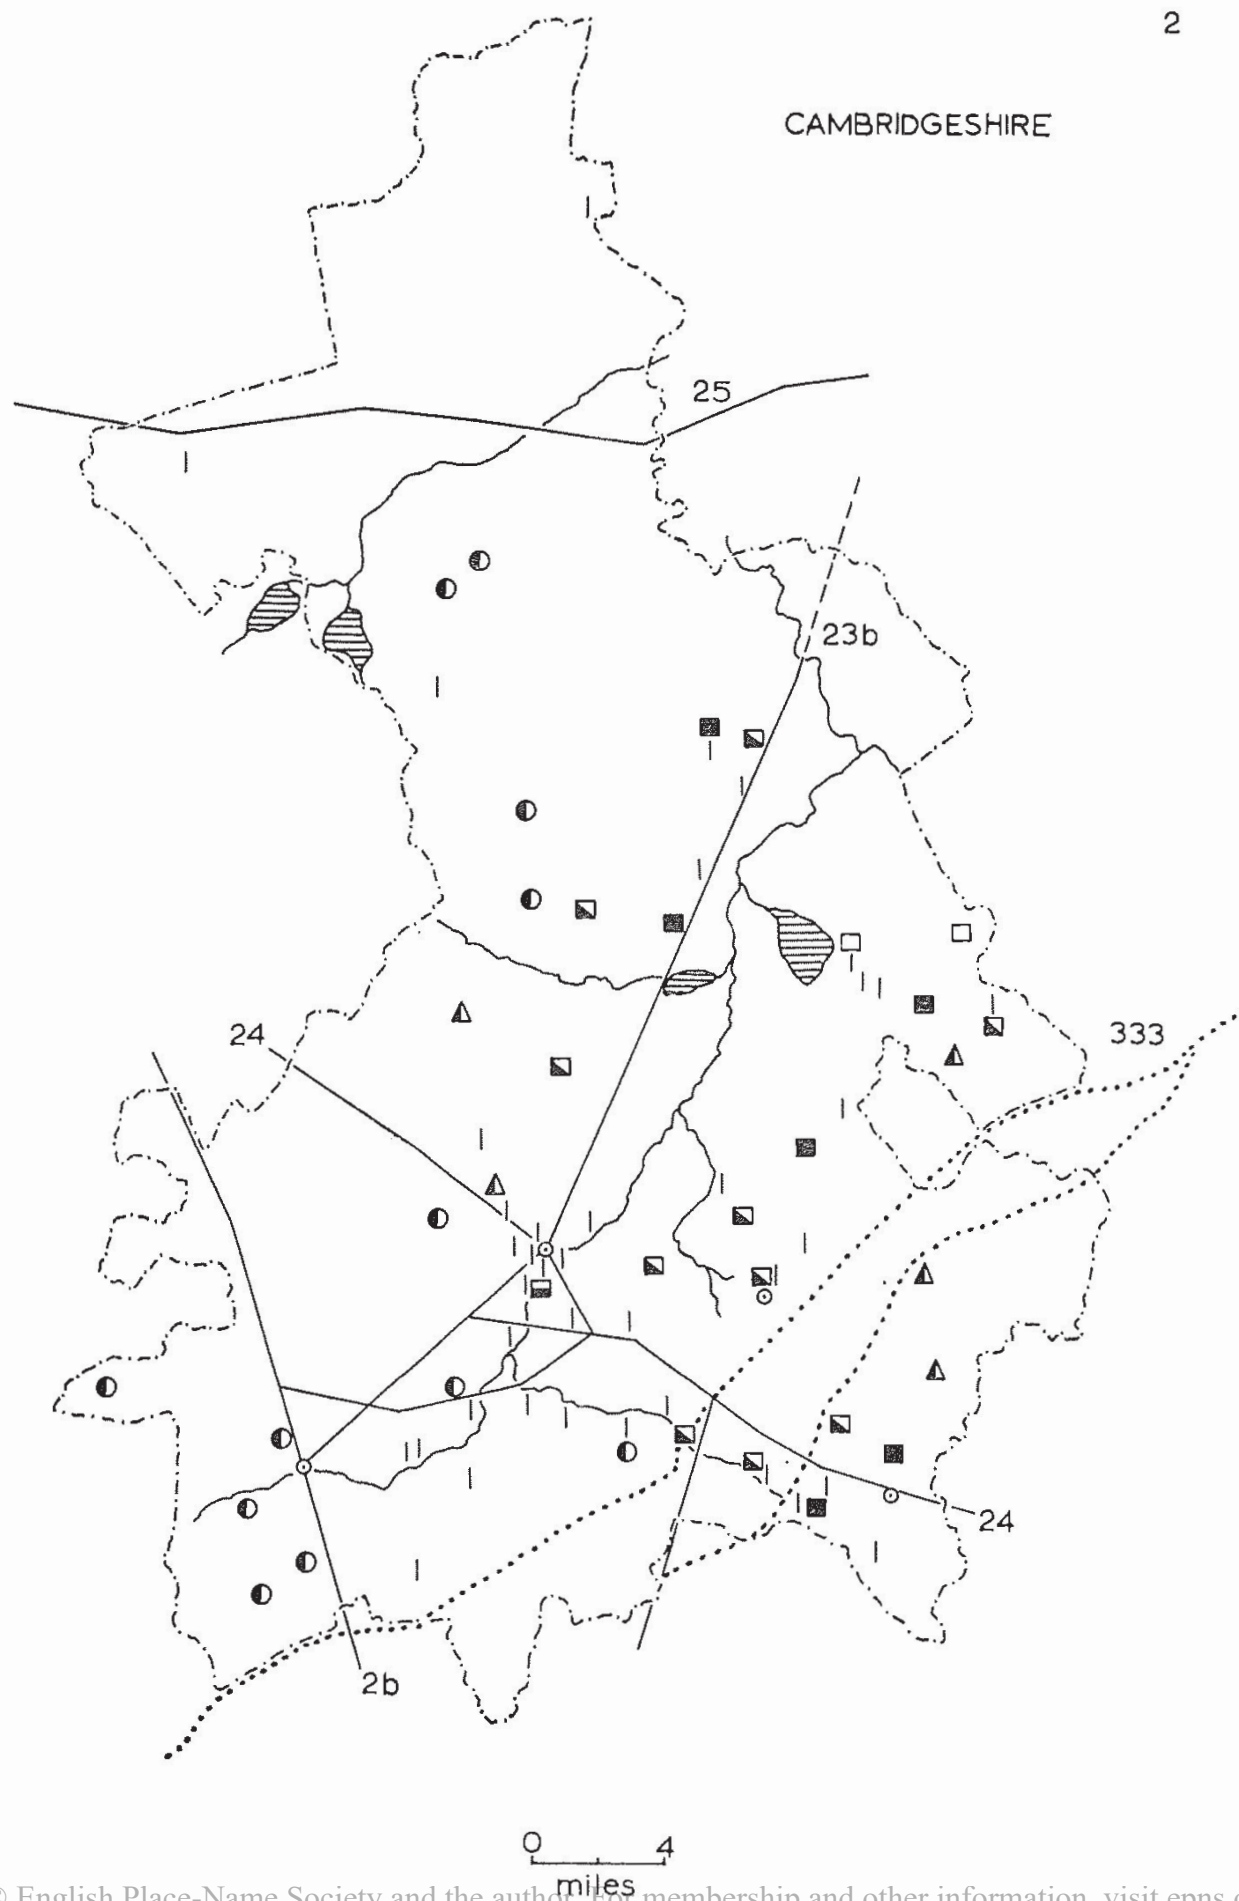 2
CAMBRIDGESHIRE
25
23b
24
333
24
2b
0 4
miles
© English Place-Name Society and the author. For membership and other information, visit epns